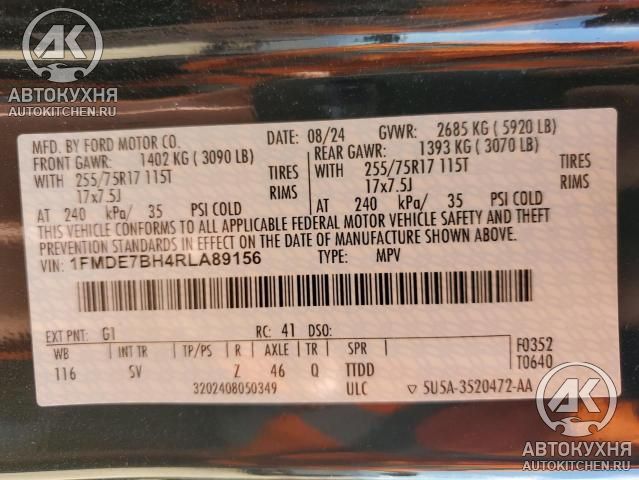 АК
АВТОКУХНЯ
AUTOKITCHEN.RU
MFD. BY FORD MOTOR CO.
DATE: 08/24 GVWR: 2685 KG ( 5920 LB)
FRONT GAWR: 1402 KG ( 3090 LB)
REAR GAWR: 1393 KG ( 3070 LB)
WITH 255/75R17 115T TIRES
WITH 255/75R17 115T TIRES
17x7.5J RIMS
17x7.5J RIMS
AT 240 kPa/ 35 PSI COLD
AT 240 kPa/ 35 PSI COLD
THIS VEHICLE CONFORMS TO ALL APPLICABLE FEDERAL MOTOR VEHICLE SAFETY AND THEFT
PREVENTION STANDARDS IN EFFECT ON THE DATE OF MANUFACTURE SHOWN ABOVE.
VIN: 1FMDE7BH4RLA89156 TYPE: MPV
EXT PNT: G1 RC: 41 DSO:
F0352
WB INT TR TP/PS R AXLE TR SPR
T0640
116 SV Z 46 Q TTDD
3202408050349 ULC ▽ 5U5A-3520472-AA
АК
АВТОКУХНЯ
AUTOKITCHEN.RU